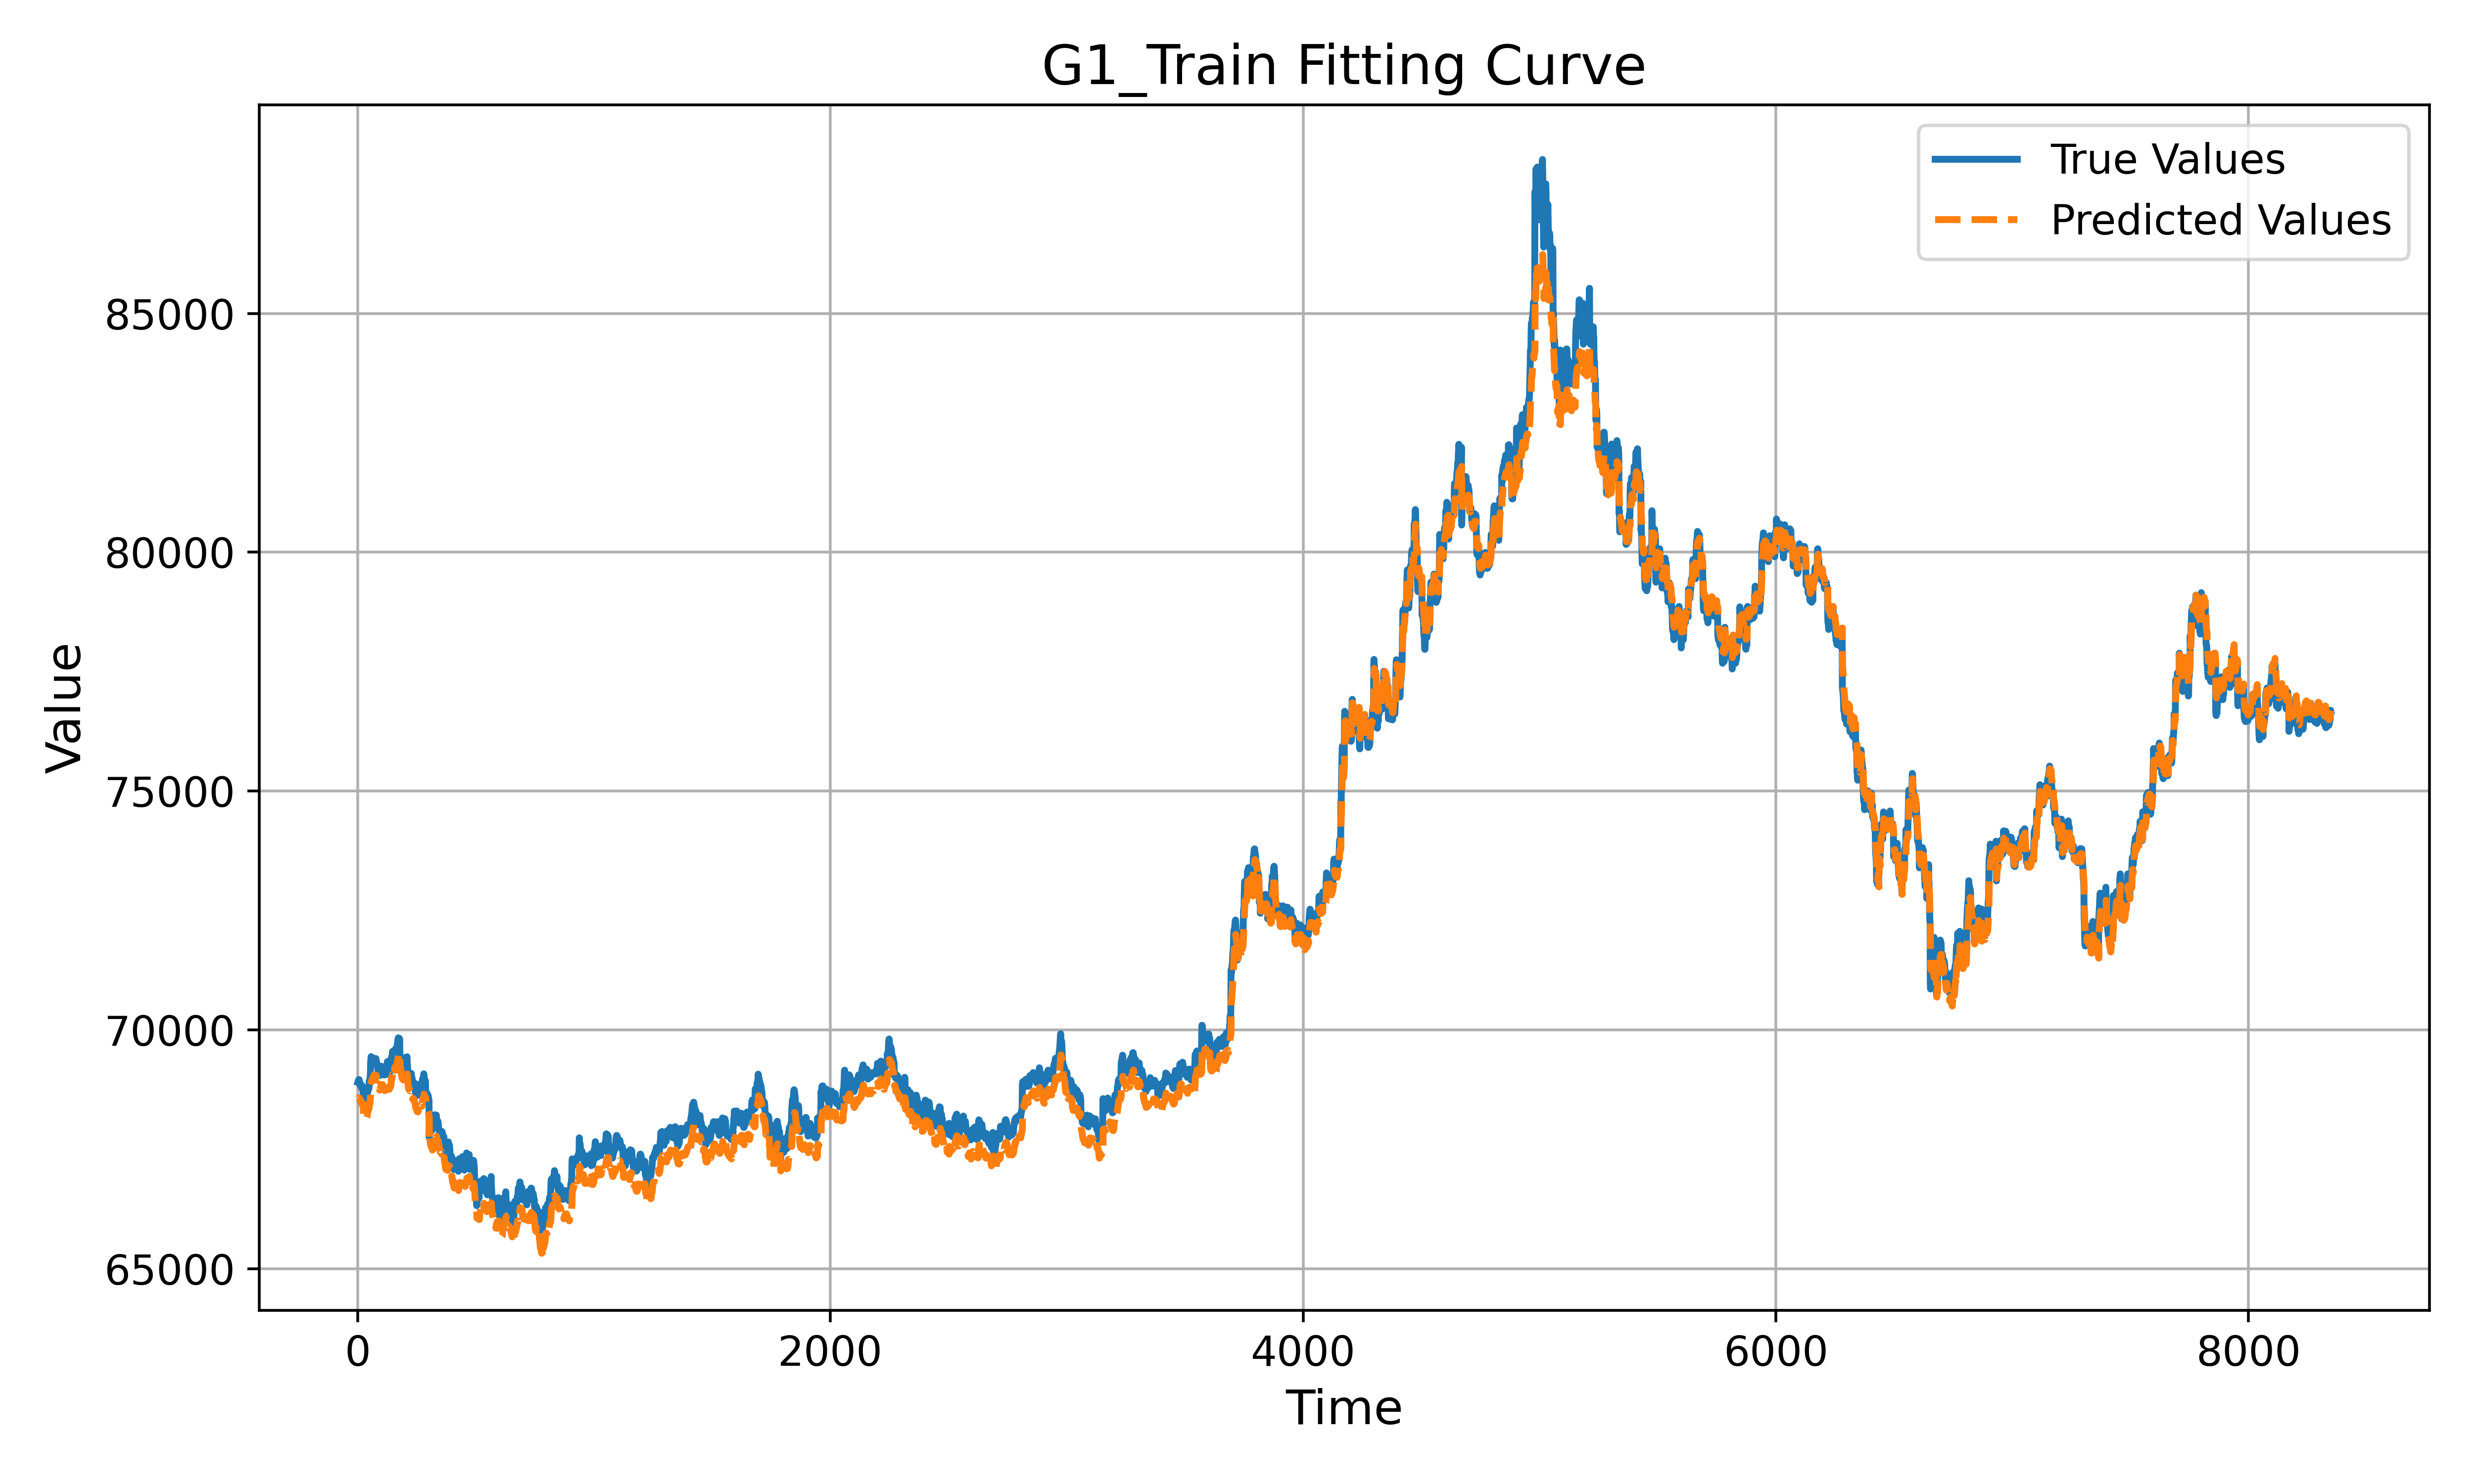 G1_Train Fitting Curve
True Values
Predicted Values
Value
85000
80000
75000
70000
65000
0
2000
4000
6000
8000
Time